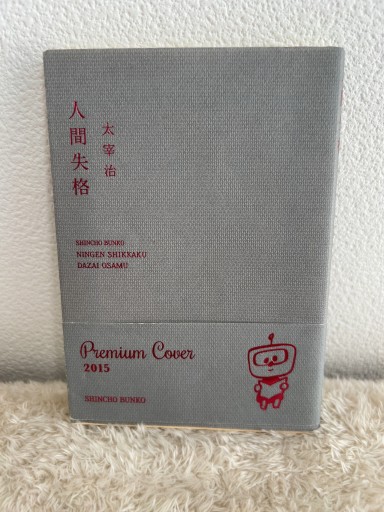 人間失格
太宰治
SHINCHO BUNKO
NINGEN SHIKKAKU
DAZAI OSAMU
Premium Cover
2015
SHINCHO BUNKO